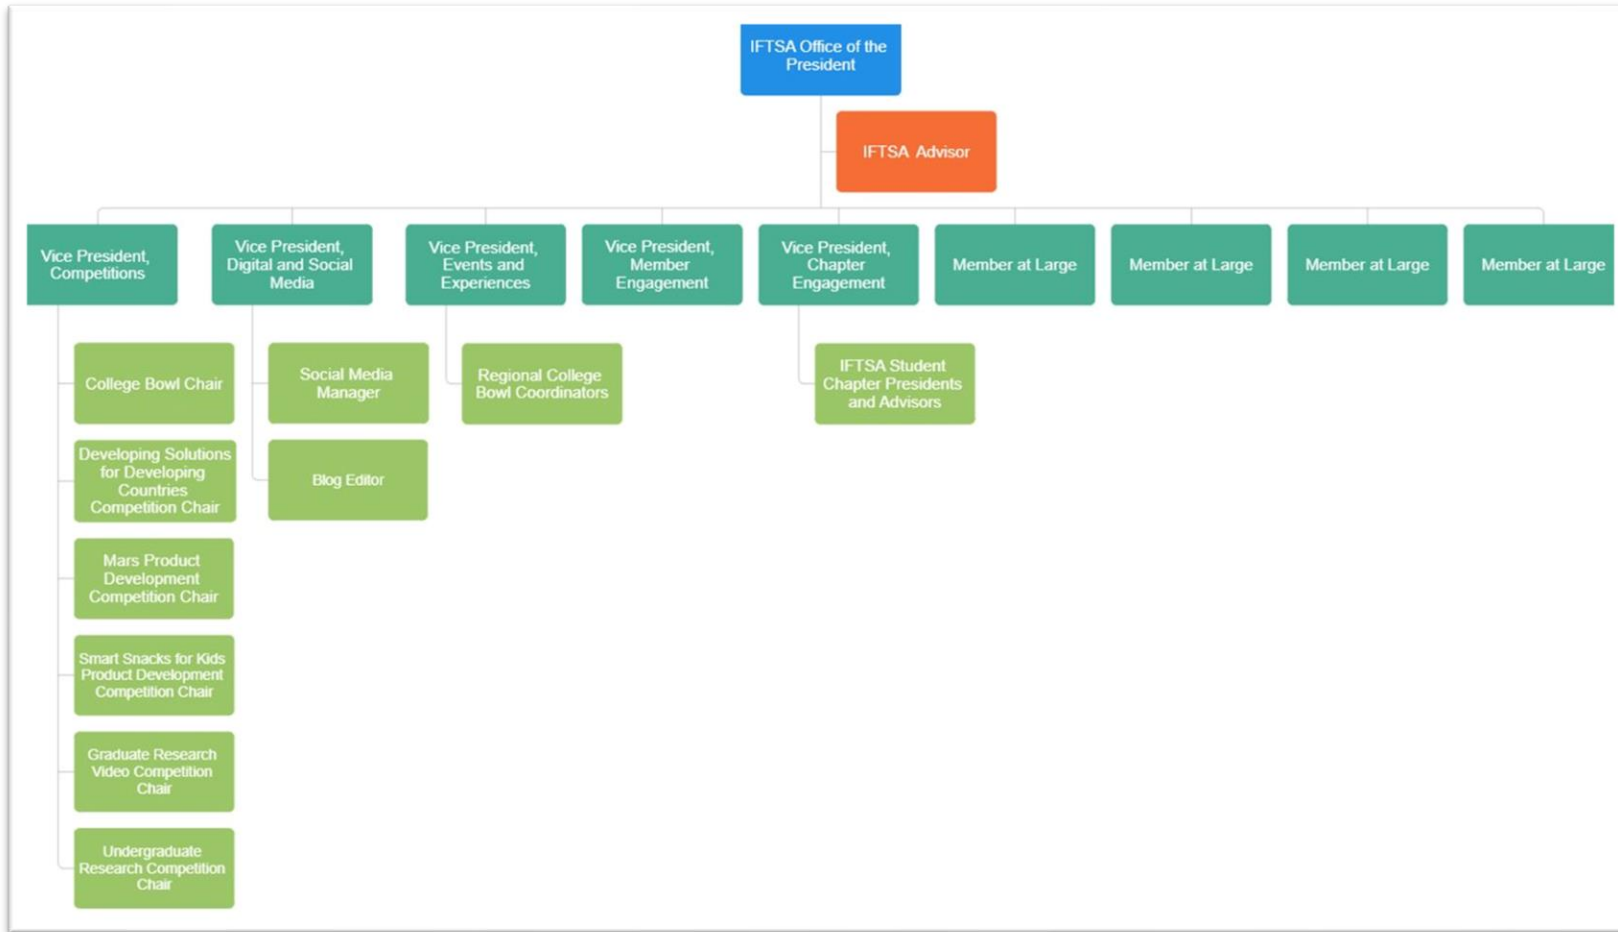 IFTSA Office of the
President
IFTSA Advisor
Vice President,
Competitions
Vice President,
Digital and Social
Media
Vice President,
Events and
Experiences
Vice President,
Member
Engagement
Vice President,
Chapter
Engagement
Member at Large
Member at Large
Member at Large
Member at Large
College Bowl Chair
Developing Solutions
for Developing
Countries
Competition Chair
Mars Product
Development
Competition Chair
Smart Snacks for Kids
Product Development
Competition Chair
Graduate Research
Video Competition
Chair
Undergraduate
Research Competition
Chair
Social Media
Manager
Blog Editor
Regional College
Bowl Coordinators
IFTSA Student
Chapter Presidents
and Advisors